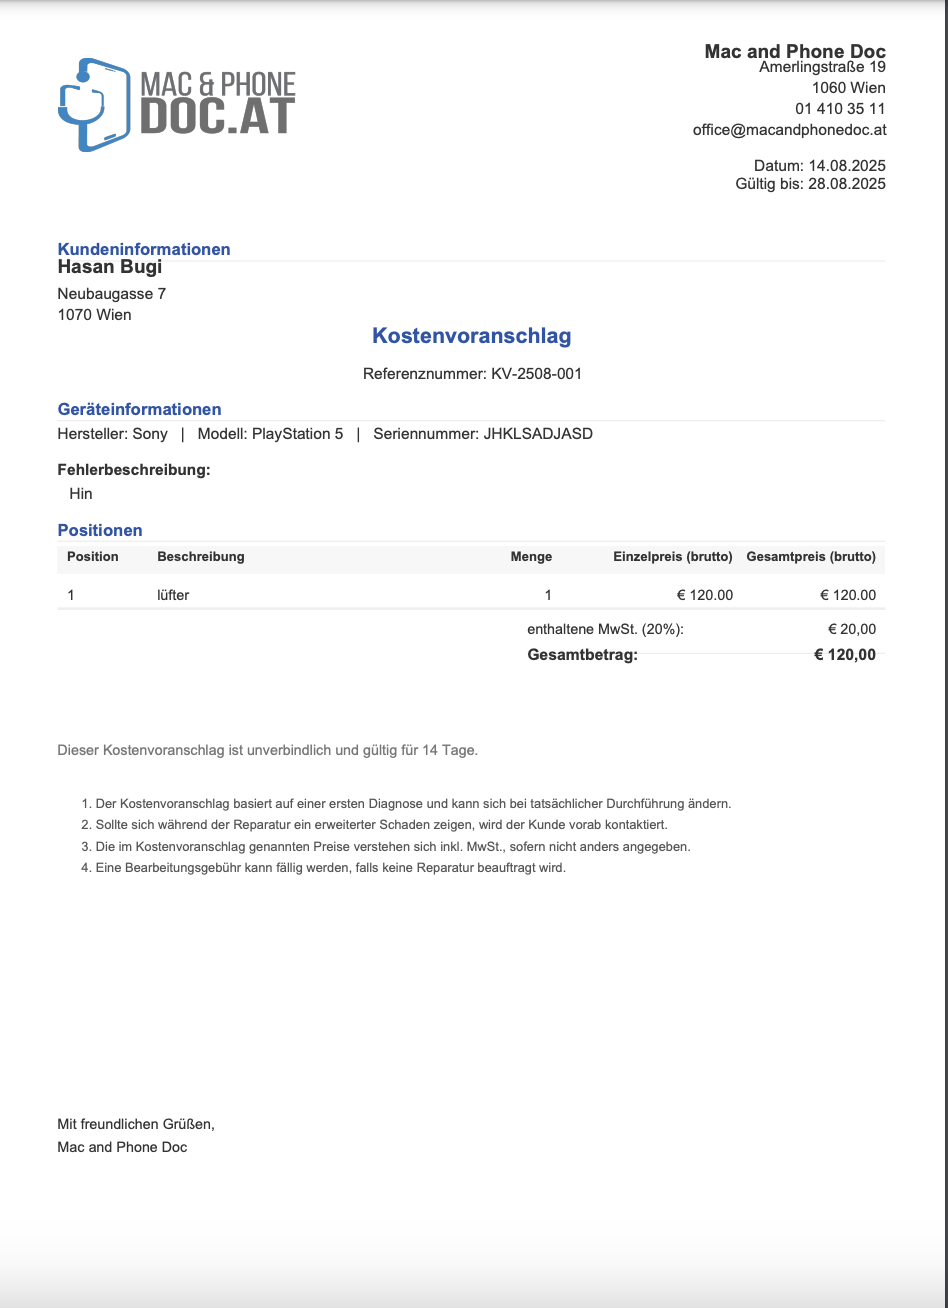 MAC & PHONE
DOC.AT
Mac and Phone Doc
Amerlingstraße 19
1060 Wien
01 410 35 11
office@macandphonedoc.at
Datum: 14.08.2025
Gültig bis: 28.08.2025
Kundeninformationen
Hasan Bugi
Neubaugasse 7
1070 Wien
Kostenvoranschlag
Referenznummer: KV-2508-001
Geräteinformationen
Hersteller: Sony | Modell: PlayStation 5 | Seriennummer: JHKLSADJASD
Fehlerbeschreibung:
Hin
Positionen
Position Beschreibung Menge Einzelpreis (brutto) Gesamtpreis (brutto)
1 lüfter 1 € 120.00 € 120.00
enthaltene MwSt. (20%): € 20,00
Gesamtbetrag: € 120,00
Dieser Kostenvoranschlag ist unverbindlich und gültig für 14 Tage.
1. Der Kostenvoranschlag basiert auf einer ersten Diagnose und kann sich bei tatsächlicher Durchführung ändern.
2. Sollte sich während der Reparatur ein erweiterter Schaden zeigen, wird der Kunde vorab kontaktiert.
3. Die im Kostenvoranschlag genannten Preise verstehen sich inkl. MwSt., sofern nicht anders angegeben.
4. Eine Bearbeitungsgebühr kann fällig werden, falls keine Reparatur beauftragt wird.
Mit freundlichen Grüßen,
Mac and Phone Doc